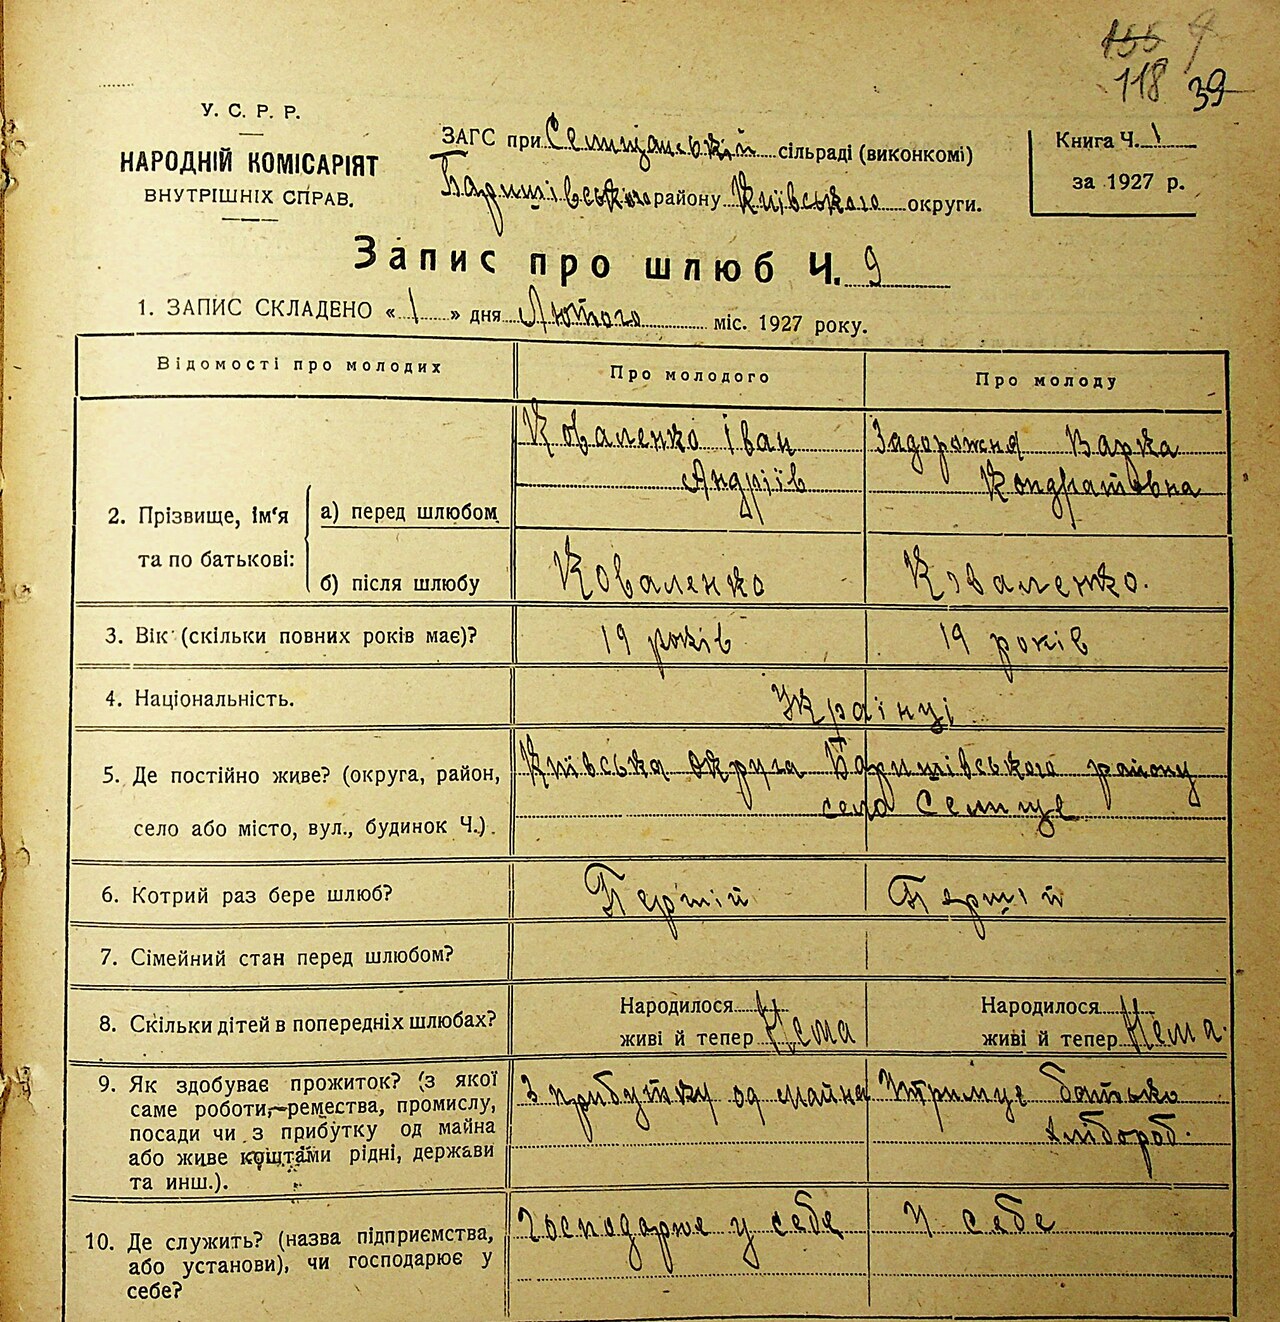 155 9
118 39
У. С. Р. Р.
НАРОДНІЙ КОМІСАРІЯТ
ВНУТРІШНІХ СПРАВ.
ЗАГС при Семицьській сільраді (виконкомі)
Баришівського району Київського округи.
Книга Ч. 1
за 1927 р.
Запис про шлюб Ч. 9
1. ЗАПИС СКЛАДЕНО « 1 » дня Лютого міс. 1927 року.
Відомості про молодих
Про молодого
Про молоду
2. Прізвище, ім'я
та по батькові:
а) перед шлюбом
Коваленко Іван
Андріїв
Задорожня Варка
Кондратовна
б) після шлюбу
Коваленко
Коваленко.
3. Вік (скільки повних років має)?
19 років
19 років
4. Національність.
Українці
5. Де постійно живе? (округа, район,
село або місто, вул., будинок Ч.).
Київська округа Баришівського району
село Селище
6. Котрий раз бере шлюб?
Першій
Першій
7. Сімейний стан перед шлюбом?
8. Скільки дітей в попередніх шлюбах?
Народилося
живі й тепер Нема
Народилося
живі й тепер Нема.
9. Як здобуває прожиток? (з якої
саме роботи, ремества, промислу,
посади чи з прибутку од майна
або живе коштами рідні, держави
та инш.).
З прибутку од майна
Утримує батько
хлібороб.
10. Де служить? (назва підприємства,
або установи), чи господарює у
себе?
Господарює у себе
У себе